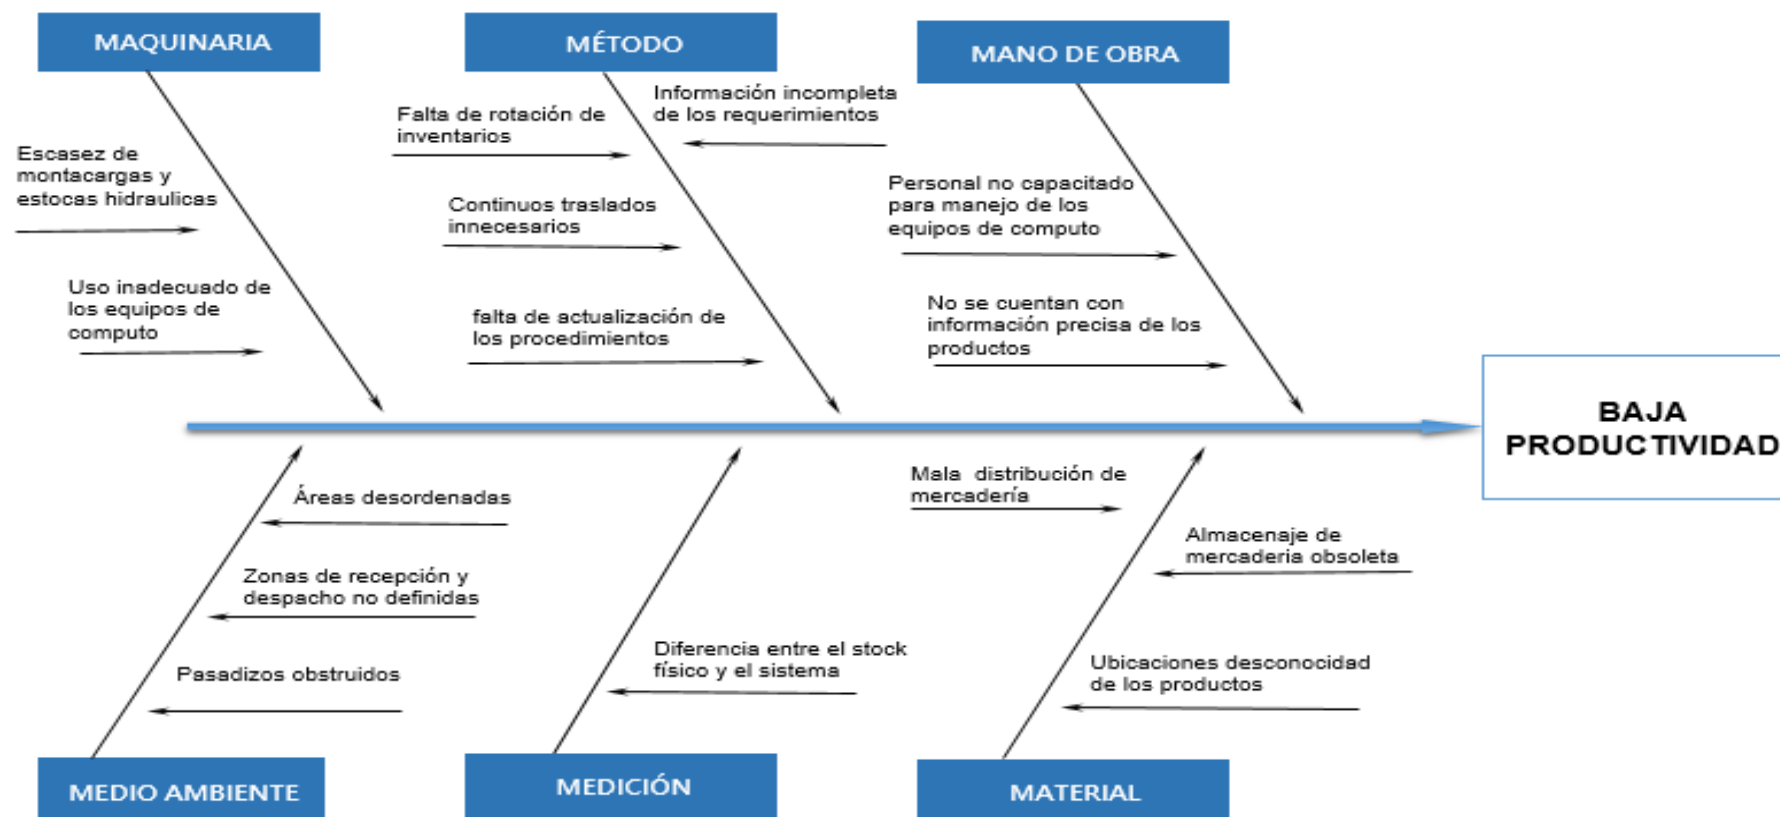 MAQUINARIA
MÉTODO
MANO DE OBRA
Información incompleta
de los requerimientos
Falta de rotación de
inventarios
Escasez de
montacargas y
estocas hidraulicas
Continuos traslados
innecesarios
Personal no capacitado
para manejo de los
equipos de computo
Uso inadecuado de
los equipos de
computo
falta de actualización de
los procedimientos
No se cuentan con
información precisa de los
productos
BAJA
PRODUCTIVIDAD
Áreas desordenadas
Zonas de recepción y
despacho no definidas
Pasadizos obstruidos
Diferencia entre el stock
físico y el sistema
Mala distribución de
mercadería
Almacenaje de
mercaderia obsoleta
Ubicaciones desconocidad
de los productos
MEDIO AMBIENTE
MEDICIÓN
MATERIAL